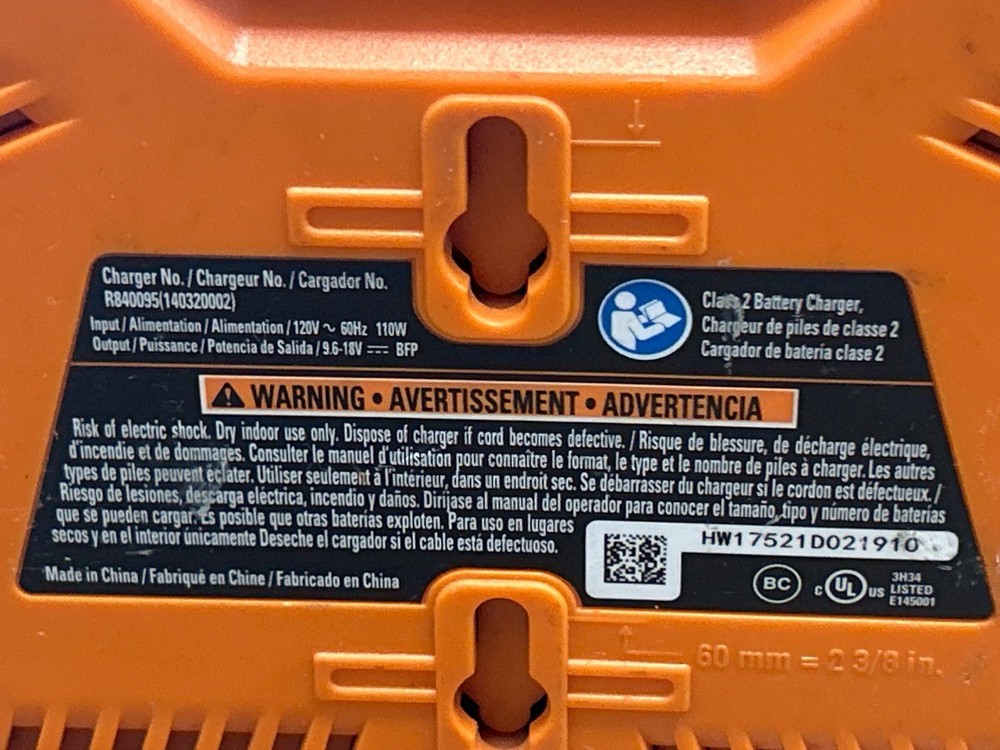 Charger No. / Chargeur No. / Cargador No.
R840095(140320002)
Input / Alimentation / Alimentation / 120V ~ 60Hz 110W
Output / Puissance / Potencia de Salida / 9.6-18V ⎓ BFP
Class 2 Battery Charger,
Chargeur de piles de classe 2
Cargador de batería clase 2
WARNING • AVERTISSEMENT • ADVERTENCIA
Risk of electric shock. Dry indoor use only. Dispose of charger if cord becomes defective. / Risque de blessure, de décharge électrique,
d'incendie et de dommages. Consulter le manuel d'utilisation pour connaître le format, le type et le nombre de piles à charger. Les autres
types de piles peuvent éclater. Utiliser seulement à l'intérieur, dans un endroit sec. Se débarrasser du chargeur si le cordon est défectueux. /
Riesgo de lesiones, descarga eléctrica, incendio y daños. Diríjase al manual del operador para conocer el tamaño, tipo y número de baterías
que se pueden cargar. Es posible que otras baterías exploten. Para uso en lugares
secos y en el interior únicamente Deseche el cargador si el cable está defectuoso.
HW17521D021910
Made in China / Fabriqué en Chine / Fabricado en China
BC
C UL US
3H34
LISTED
E145001
60 mm = 2 3/8 in.